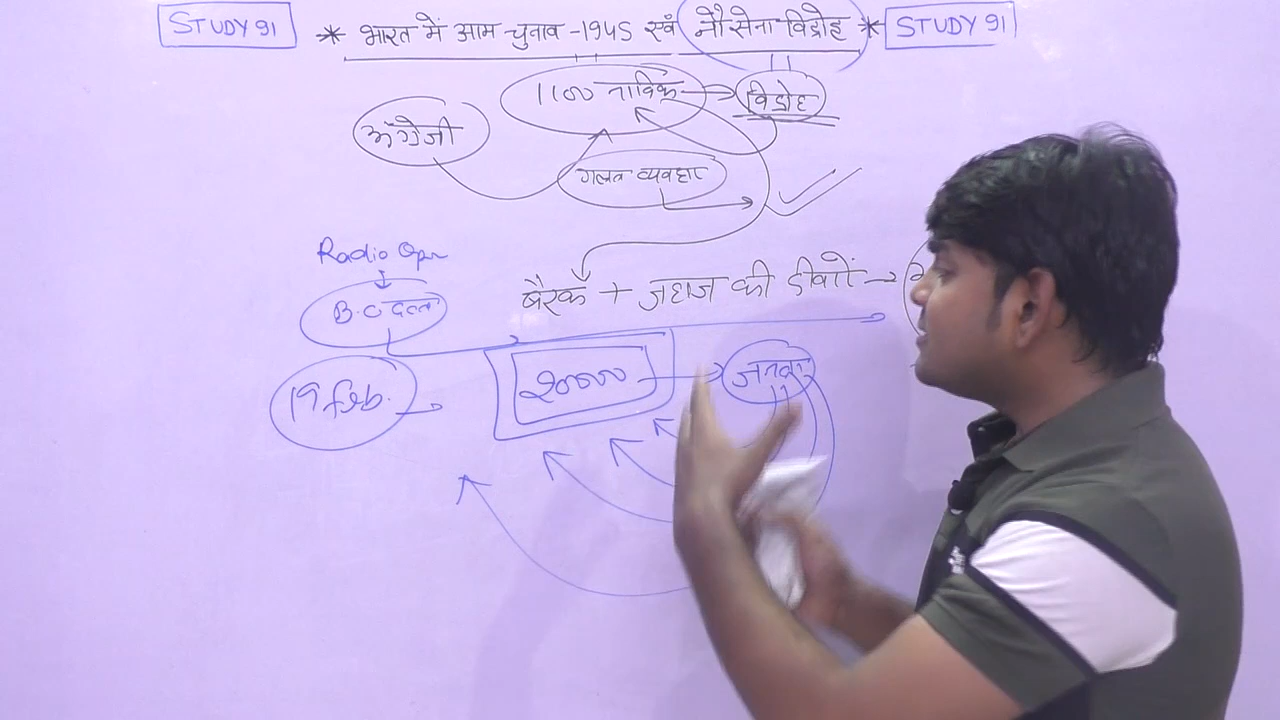 STUDY 91 * भारत में आम चुनाव -1945 एवं नौसेना विद्रोह * STUDY 91
1100 नाविक → विद्रोह
अंग्रेजी
गलत व्यवहार
Radio Opr
बैरक + जहाज की दीवारों →
B.C दत्त
20000 → जनता
19 Feb.